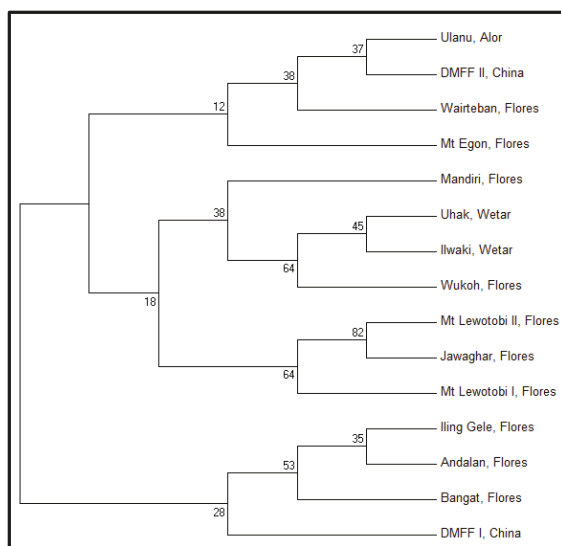 Ulanu, Alor
37
DMFF II, China
38
Wairteban, Flores
12
Mt Egon, Flores
Mandiri, Flores
38
Uhak, Wetar
45
Ilwaki, Wetar
64
Wukoh, Flores
18
Mt Lewotobi II, Flores
82
Jawaghar, Flores
64
Mt Lewotobi I, Flores
Iling Gele, Flores
35
Andalan, Flores
53
Bangat, Flores
28
DMFF I, China